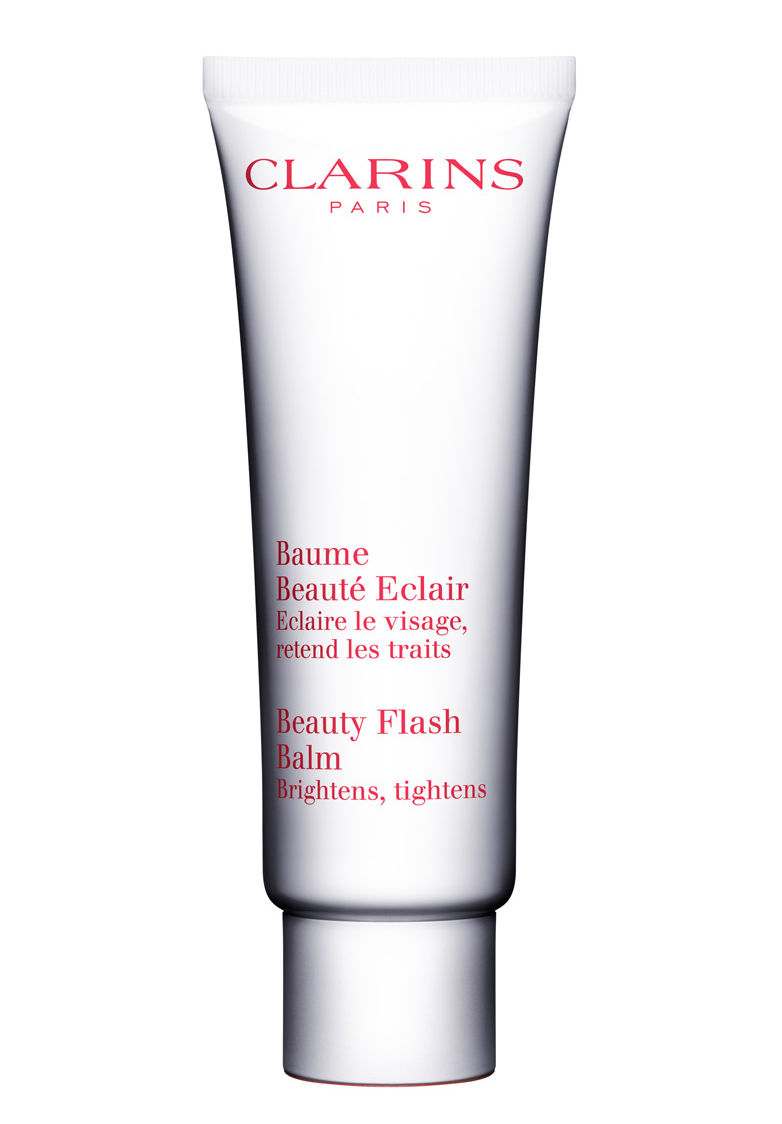 CLARINS
PARIS
Baume
Beauté Eclair
Eclaire le visage,
retend les traits
Beauty Flash
Balm
Brightens, tightens